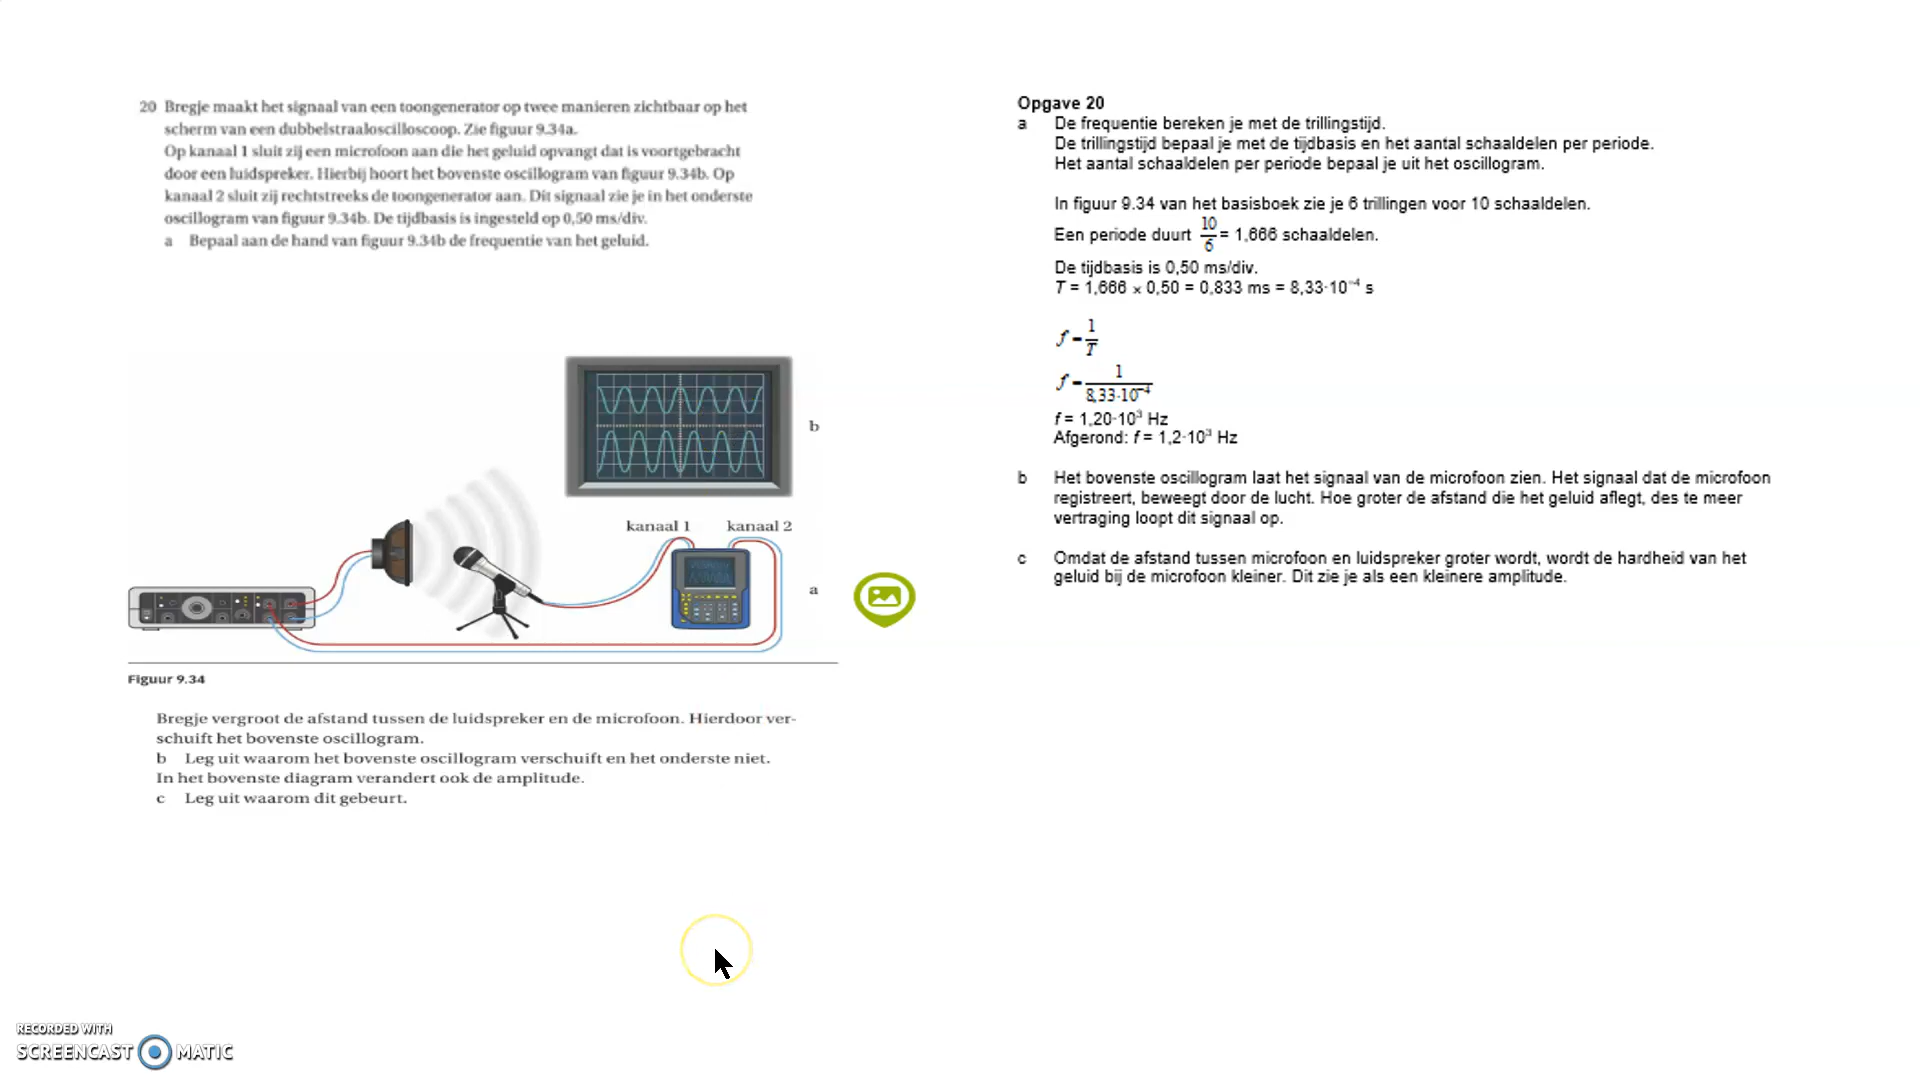 20 Bregje maakt het signaal van een toongenerator op twee manieren zichtbaar op het
scherm van een dubbelstraaloscilloscoop. Zie figuur 9.34a.
Op kanaal 1 sluit zij een microfoon aan die het geluid opvangt dat is voortgebracht
door een luidspreker. Hierbij hoort het bovenste oscillogram van figuur 9.34b. Op
kanaal 2 sluit zij rechtstreeks de toongenerator aan. Dit signaal zie je in het onderste
oscillogram van figuur 9.34b. De tijdbasis is ingesteld op 0,50 ms/div.
a Bepaal aan de hand van figuur 9.34b de frequentie van het geluid.
b
kanaal 1 kanaal 2
a
Figuur 9.34
Bregje vergroot de afstand tussen de luidspreker en de microfoon. Hierdoor ver-
schuift het bovenste oscillogram.
b Leg uit waarom het bovenste oscillogram verschuift en het onderste niet.
In het bovenste diagram verandert ook de amplitude.
c Leg uit waarom dit gebeurt.
Opgave 20
a De frequentie bereken je met de trillingstijd.
De trillingstijd bepaal je met de tijdbasis en het aantal schaaldelen per periode.
Het aantal schaaldelen per periode bepaal je uit het oscillogram.
In figuur 9.34 van het basisboek zie je 6 trillingen voor 10 schaaldelen.
Een periode duurt 10/6 = 1,666 schaaldelen.
De tijdbasis is 0,50 ms/div.
T = 1,666 × 0,50 = 0,833 ms = 8,33·10⁻⁴ s
f = 1/T
f = 1/8,33·10⁻⁴
f = 1,20·10³ Hz
Afgerond: f = 1,2·10³ Hz
b Het bovenste oscillogram laat het signaal van de microfoon zien. Het signaal dat de microfoon
registreert, beweegt door de lucht. Hoe groter de afstand die het geluid aflegt, des te meer
vertraging loopt dit signaal op.
c Omdat de afstand tussen microfoon en luidspreker groter wordt, wordt de hardheid van het
geluid bij de microfoon kleiner. Dit zie je als een kleinere amplitude.
RECORDED WITH
SCREENCAST MATIC